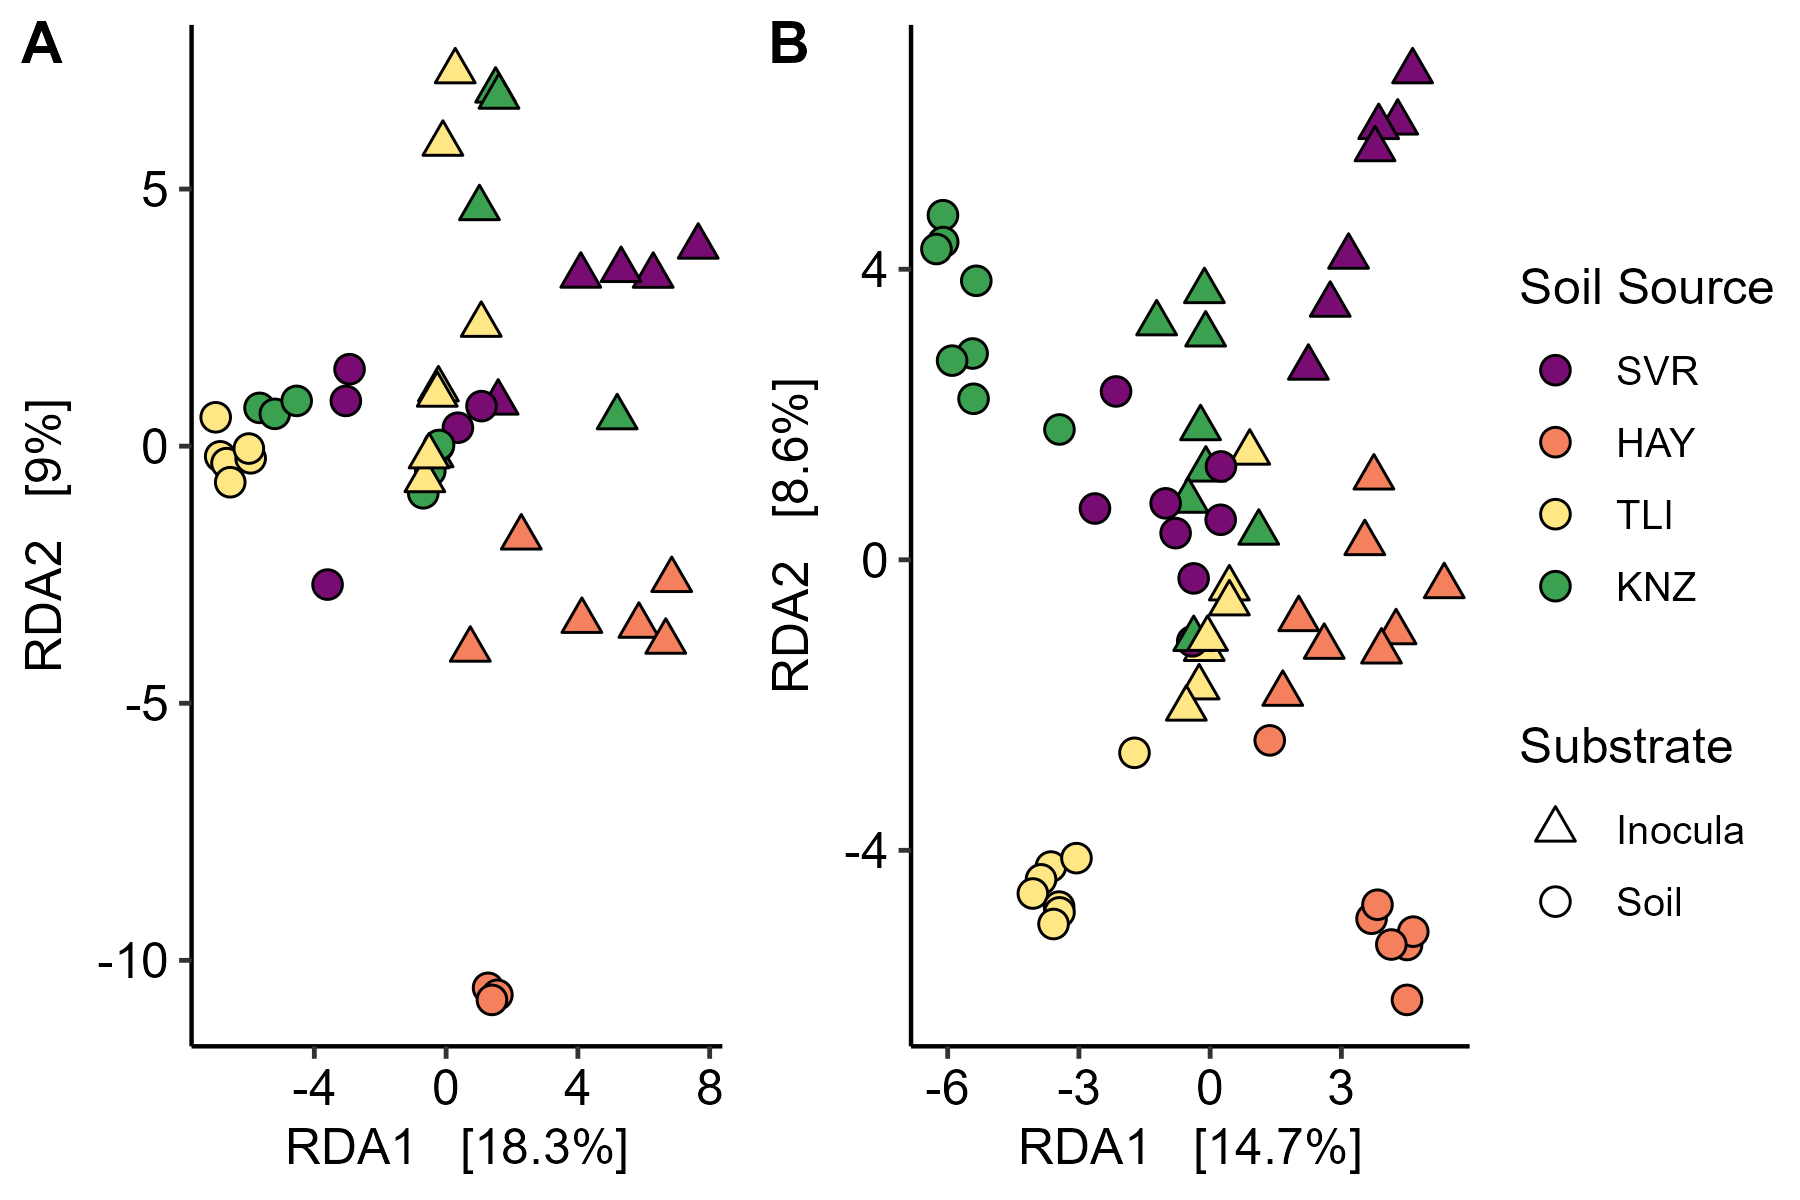 A
5
0
-5
-10
RDA2 [9%]
-4 0 4 8
RDA1 [18.3%]
B
4
0
-4
RDA2 [8.6%]
-6 -3 0 3
RDA1 [14.7%]
Soil Source
SVR
HAY
TLI
KNZ
Substrate
Inocula
Soil